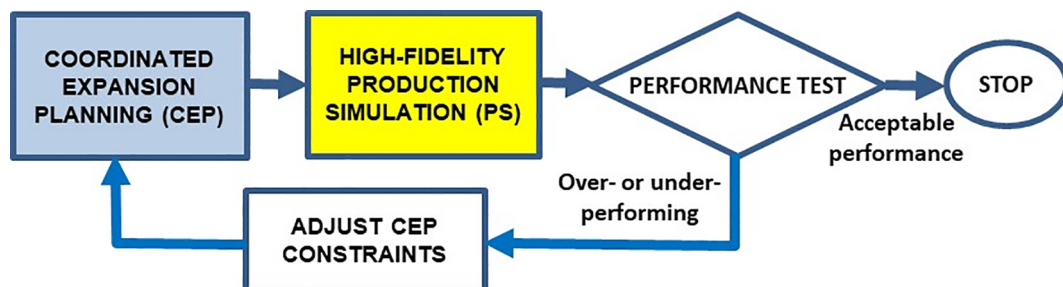 COORDINATED
EXPANSION
PLANNING (CEP)
HIGH-FIDELITY
PRODUCTION
SIMULATION (PS)
PERFORMANCE TEST
STOP
Acceptable
performance
Over- or under-
performing
ADJUST CEP
CONSTRAINTS